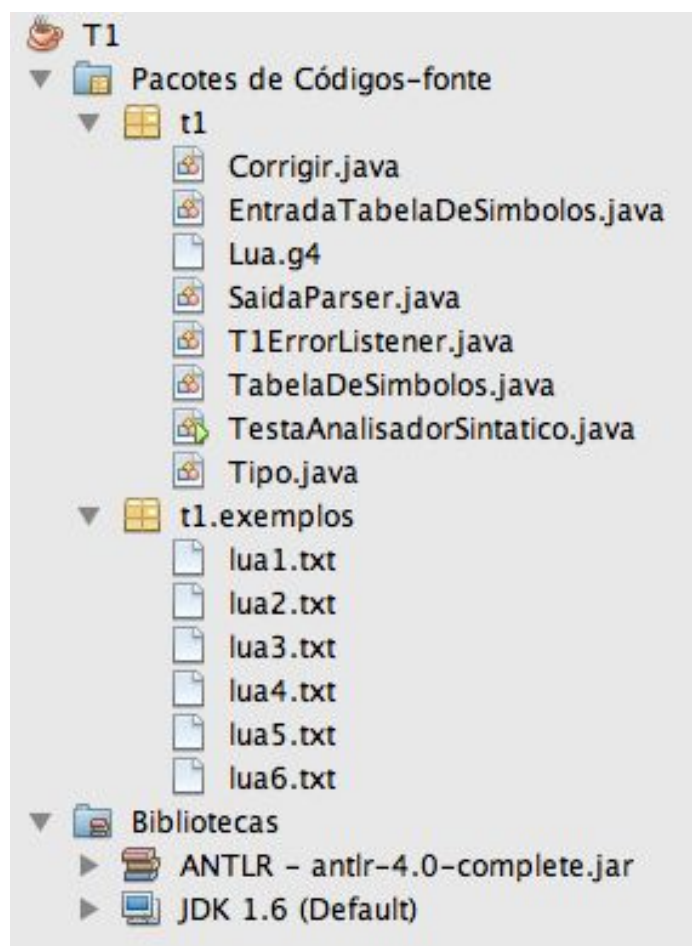 T1
Pacotes de Códigos-fonte
t1
Corrigir.java
EntradaTabelaDeSimbolos.java
Lua.g4
SaidaParser.java
T1ErrorListener.java
TabelaDeSimbolos.java
TestaAnalisadorSintatico.java
Tipo.java
t1.exemplos
lua1.txt
lua2.txt
lua3.txt
lua4.txt
lua5.txt
lua6.txt
Bibliotecas
ANTLR - antlr-4.0-complete.jar
JDK 1.6 (Default)